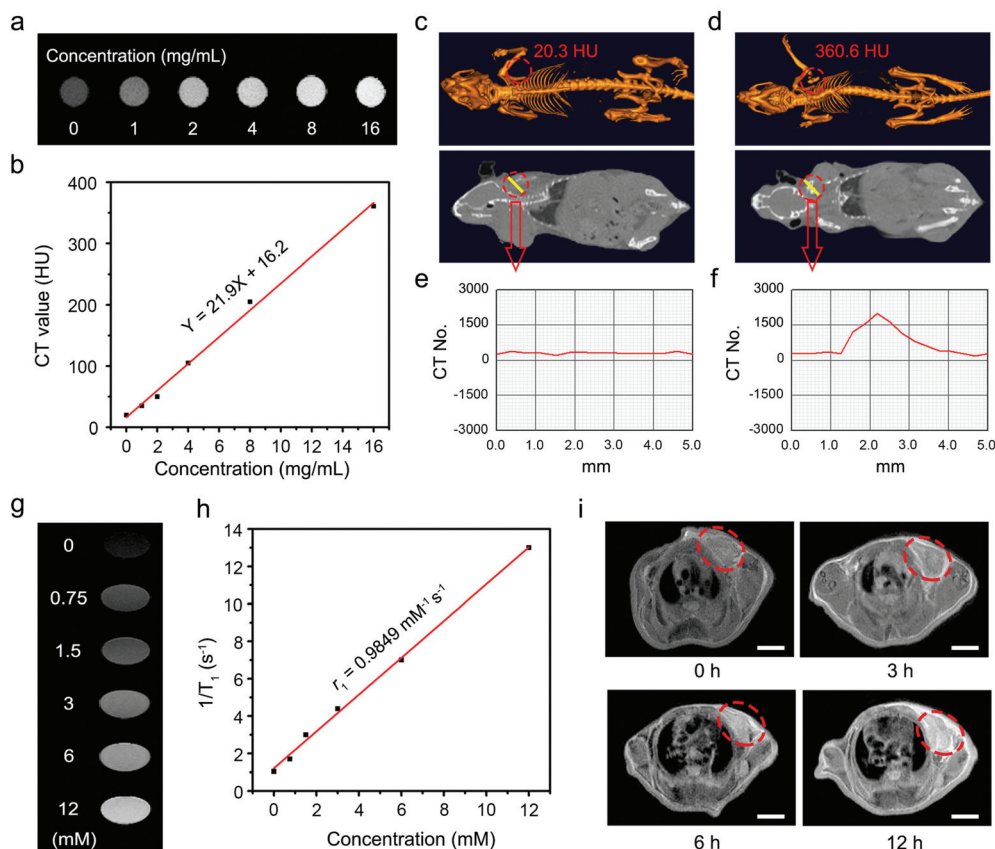 a
Concentration (mg/mL)
0 1 2 4 8 16
b
400
300
200
100
0
CT value (HU)
Y = 21.9X + 16.2
0 2 4 6 8 10 12 14 16
Concentration (mg/mL)
c
20.3 HU
d
360.6 HU
e
3000
1500
0
-1500
-3000
CT No.
0.0 1.0 2.0 3.0 4.0 5.0
mm
f
3000
1500
0
-1500
-3000
CT No.
0.0 1.0 2.0 3.0 4.0 5.0
mm
g
0
0.75
1.5
3
6
12
(mM)
h
14
12
10
8
6
4
2
0
1/T₁ (s⁻¹)
r₁ = 0.9849 mM⁻¹s⁻¹
0 2 4 6 8 10 12
Concentration (mM)
i
0 h
3 h
6 h
12 h